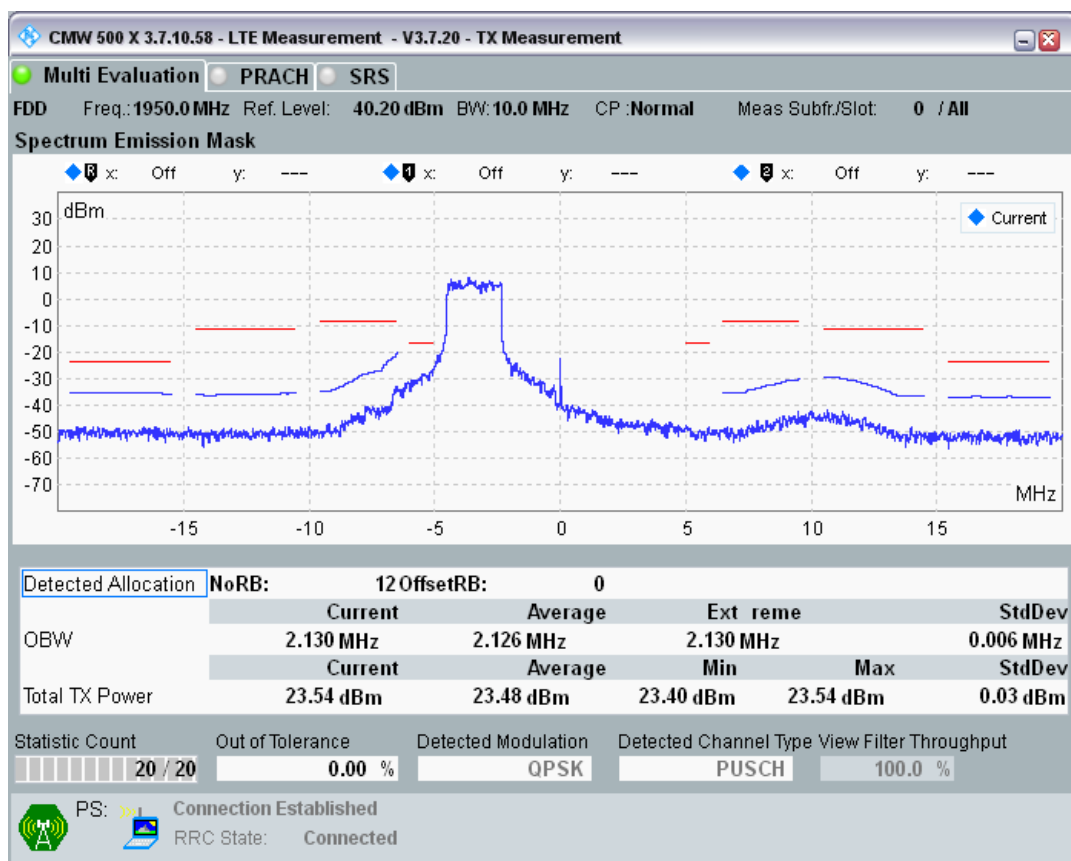 CMW 500 X 3.7.10.58 - LTE Measurement - V3.7.20 - TX Measurement
Multi Evaluation PRACH SRS
FDD Freq.: 1950.0 MHz Ref. Level: 40.20 dBm BW: 10.0 MHz CP :Normal Meas Subfr./Slot: 0 / All
Spectrum Emission Mask
R x: Off y: --- 1 x: Off y: --- 2 x: Off y: ---
dBm
Current
30
20
10
0
-10
-20
-30
-40
-50
-60
-70
MHz
-15 -10 -5 0 5 10 15
Detected Allocation NoRB: 12 OffsetRB: 0
Current Average Ext reme StdDev
OBW 2.130 MHz 2.126 MHz 2.130 MHz 0.006 MHz
Current Average Min Max StdDev
Total TX Power 23.54 dBm 23.48 dBm 23.40 dBm 23.54 dBm 0.03 dBm
Statistic Count Out of Tolerance Detected Modulation Detected Channel Type View Filter Throughput
20 / 20 0.00 % QPSK PUSCH 100.0 %
PS: Connection Established
RRC State: Connected